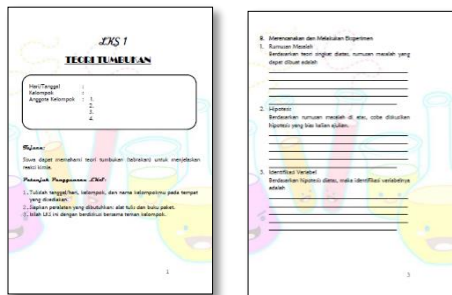 LKS 1
TEORI TUMBUKAN
Hari/Tanggal :
Kelompok :
Anggota Kelompok : 1.
2.
3.
4.
Tujuan:
Siswa dapat memahami teori tumbukan (tabrakan) untuk menjelaskan
reaksi kimia.
Petunjuk Penggunaan LKS:
1. Tulislah tanggal/hari, kelompok, dan nama kelompokmu pada tempat
yang disediakan.
2. Siapkan peralatan yang dibutuhkan: alat tulis dan buku paket.
3. Isilah LKS ini dengan berdiskusi bersama teman kelompok.
1
B. Merencanakan dan Melakukan Eksperimen
1. Rumusan Masalah
Berdasarkan teori singkat diatas, rumusan masalah yang
dapat dibuat adalah
2. Hipotesis
Berdasarkan rumusan masalah di atas, coba diskusikan
hipotesis yang bisa kalian ajukan.
3. Identifikasi Variabel
Berdasarkan hipotesis diatas, maka identifikasi variabelnya
adalah
3